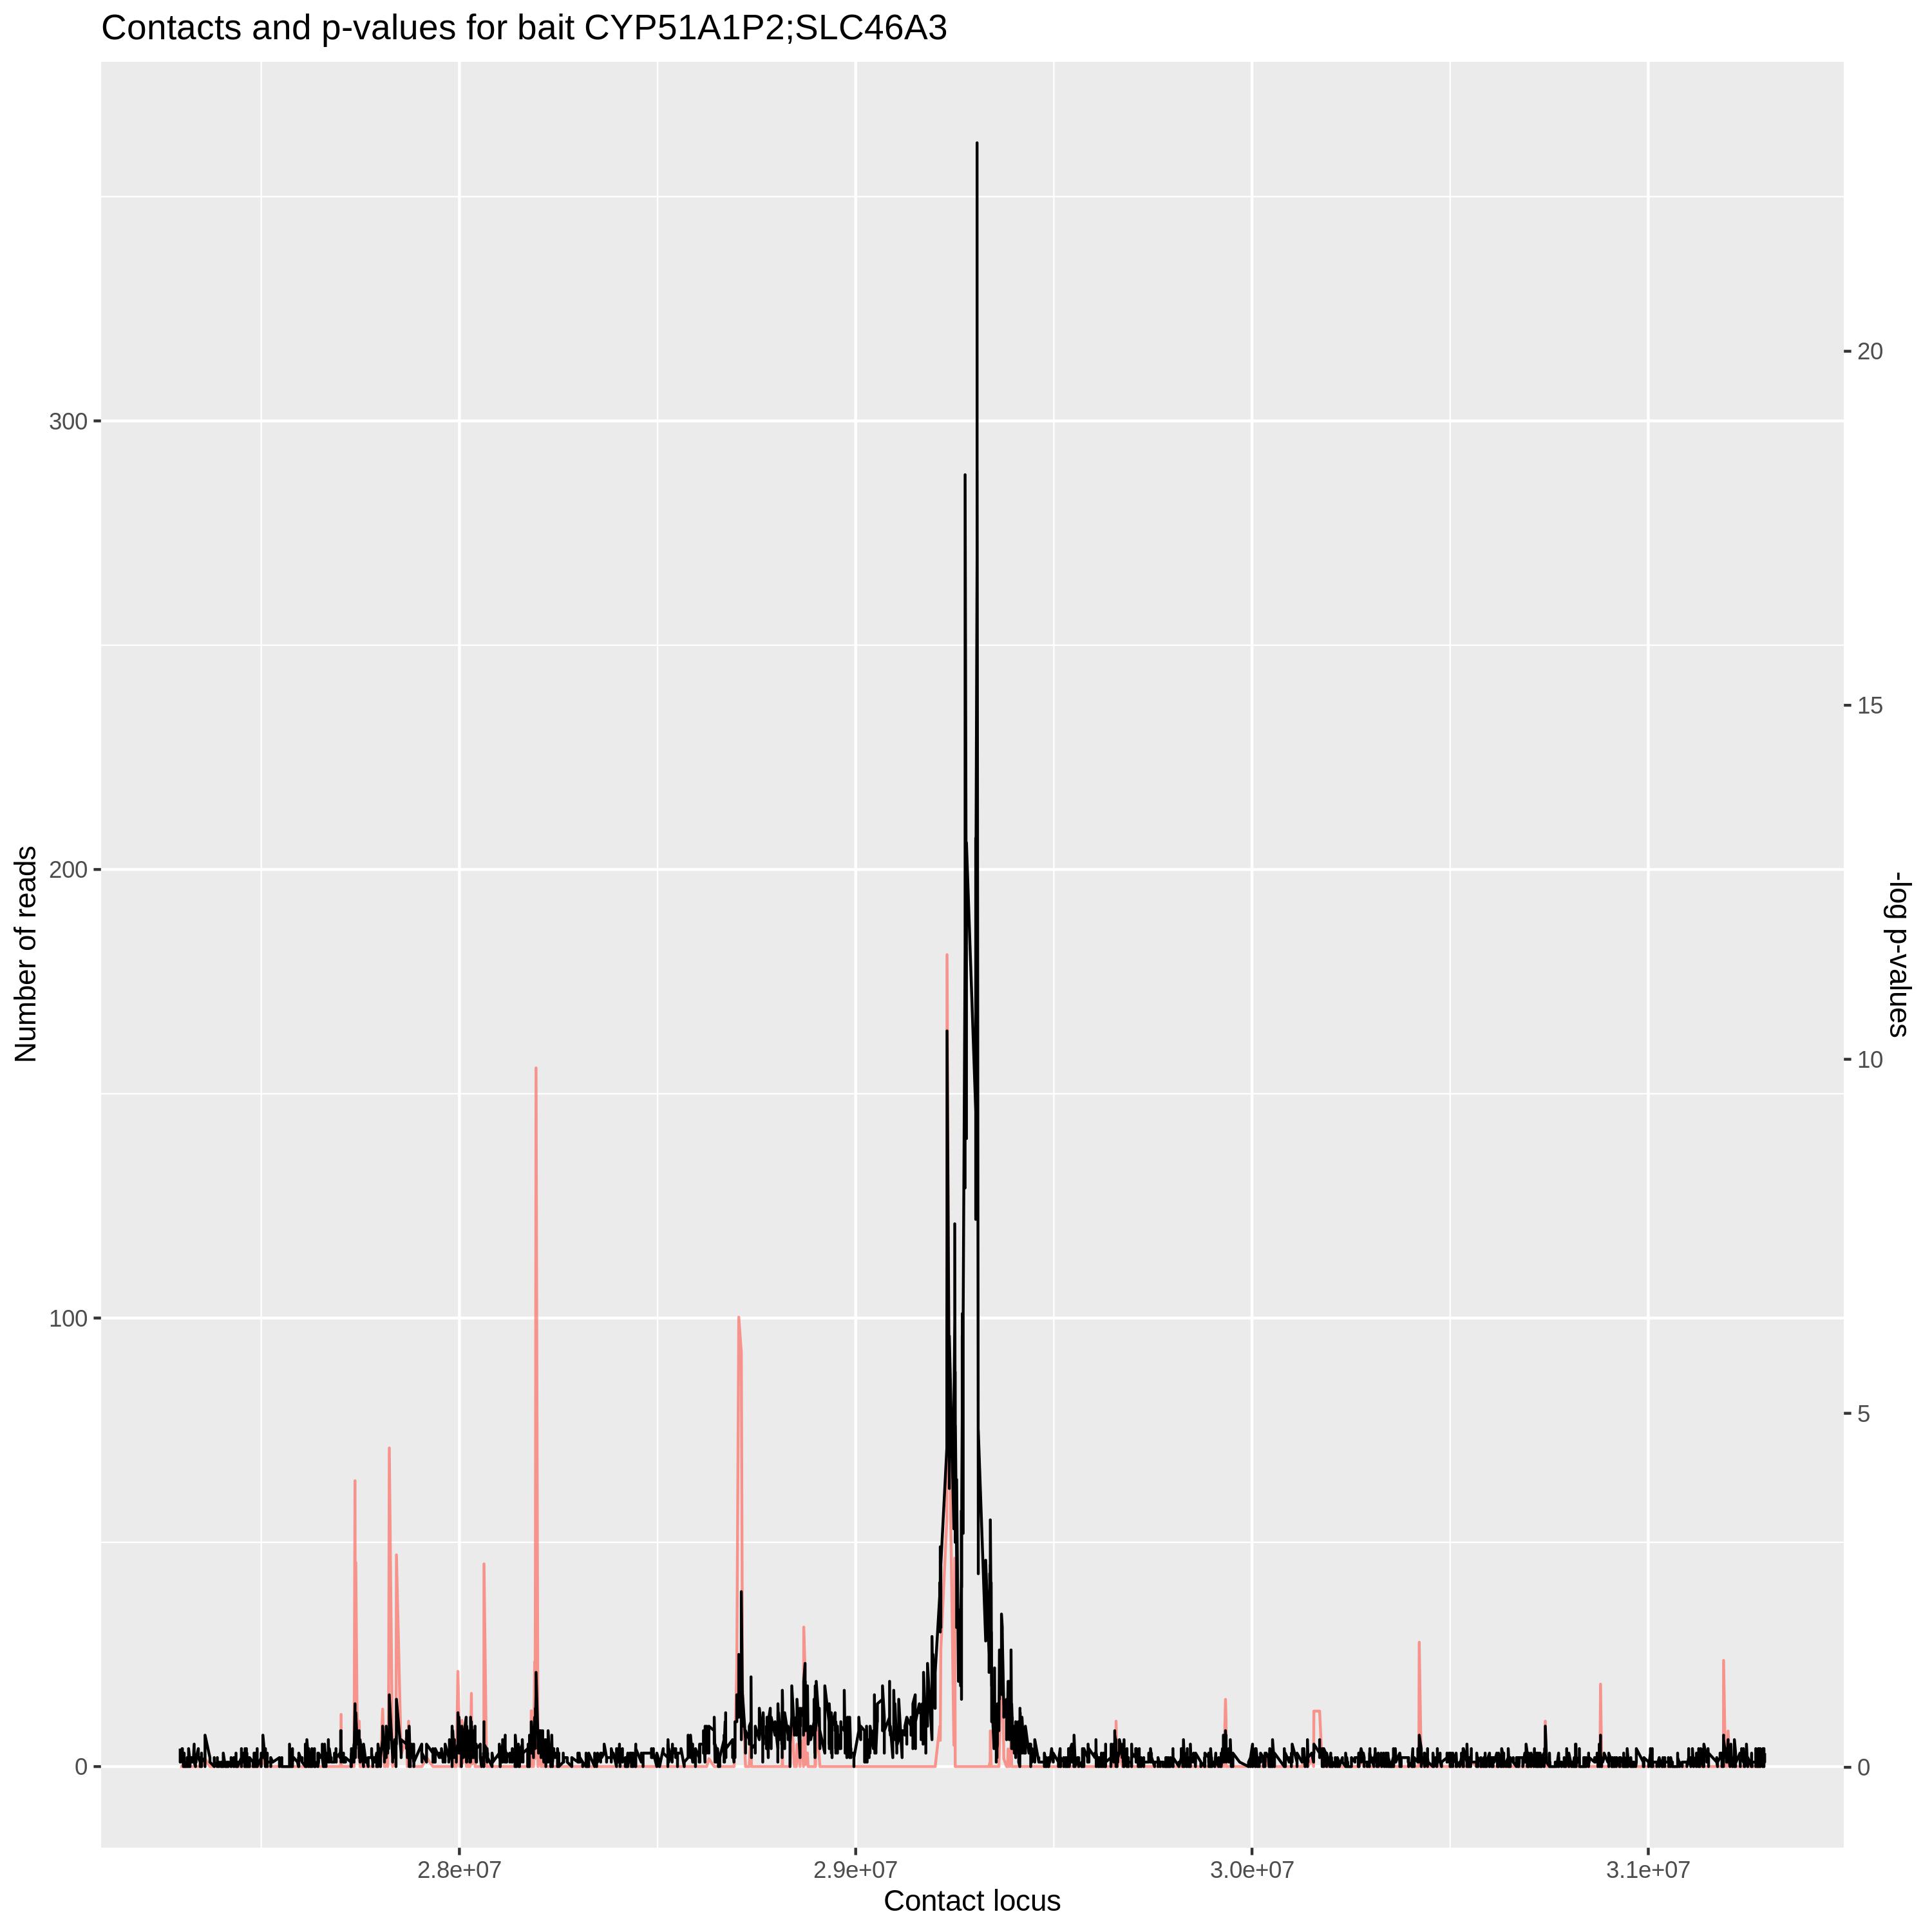 Contacts and p-values for bait CYP51A1P2;SLC46A3
Number of reads
300
200
100
0
20
15
10
5
0
-log p-values
2.8e+07
2.9e+07
3.0e+07
3.1e+07
Contact locus